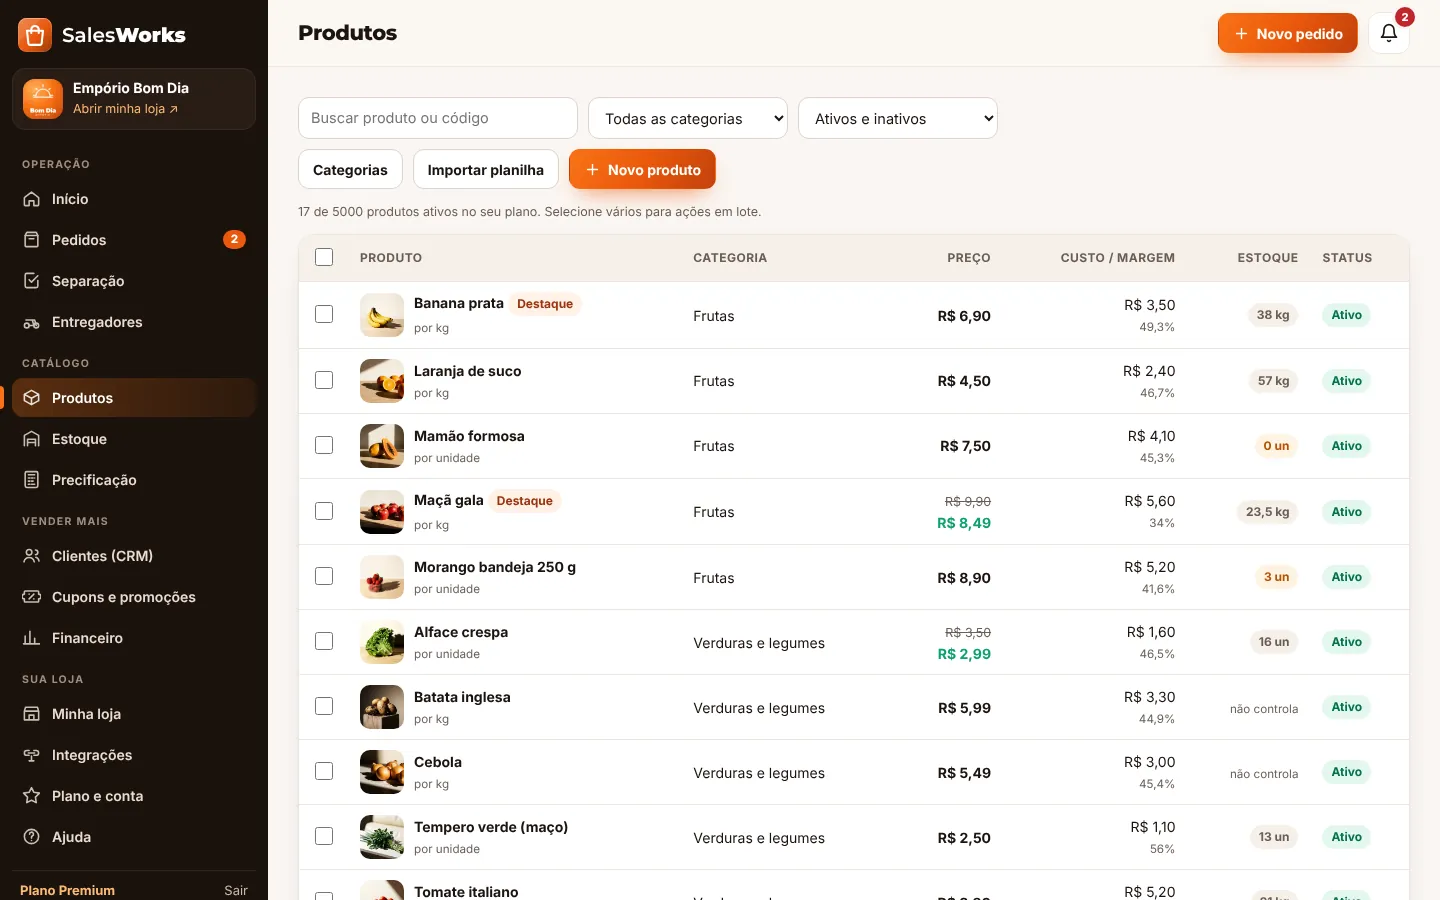 SalesWorks
Bom Dia
Empório Bom Dia
Abrir minha loja ↗
OPERAÇÃO
Início
Pedidos 2
Separação
Entregadores
CATÁLOGO
Produtos
Estoque
Precificação
VENDER MAIS
Clientes (CRM)
Cupons e promoções
Financeiro
SUA LOJA
Minha loja
Integrações
Plano e conta
Ajuda
Plano Premium Sair
Produtos
+ Novo pedido
2
Buscar produto ou código
Todas as categorias
Ativos e inativos
Categorias
Importar planilha
+ Novo produto
17 de 5000 produtos ativos no seu plano. Selecione vários para ações em lote.
PRODUTO CATEGORIA PREÇO CUSTO / MARGEM ESTOQUE STATUS
Banana prata Destaque
por kg
Frutas
R$ 6,90
R$ 3,50
49,3%
38 kg
Ativo
Laranja de suco
por kg
Frutas
R$ 4,50
R$ 2,40
46,7%
57 kg
Ativo
Mamão formosa
por unidade
Frutas
R$ 7,50
R$ 4,10
45,3%
0 un
Ativo
Maçã gala Destaque
por kg
Frutas
R$ 9,90
R$ 8,49
R$ 5,60
34%
23,5 kg
Ativo
Morango bandeja 250 g
por unidade
Frutas
R$ 8,90
R$ 5,20
41,6%
3 un
Ativo
Alface crespa
por unidade
Verduras e legumes
R$ 3,50
R$ 2,99
R$ 1,60
46,5%
16 un
Ativo
Batata inglesa
por kg
Verduras e legumes
R$ 5,99
R$ 3,30
44,9%
não controla
Ativo
Cebola
por kg
Verduras e legumes
R$ 5,49
R$ 3,00
45,4%
não controla
Ativo
Tempero verde (maço)
por unidade
Verduras e legumes
R$ 2,50
R$ 1,10
56%
13 un
Ativo
Tomate italiano
R$ 5,20